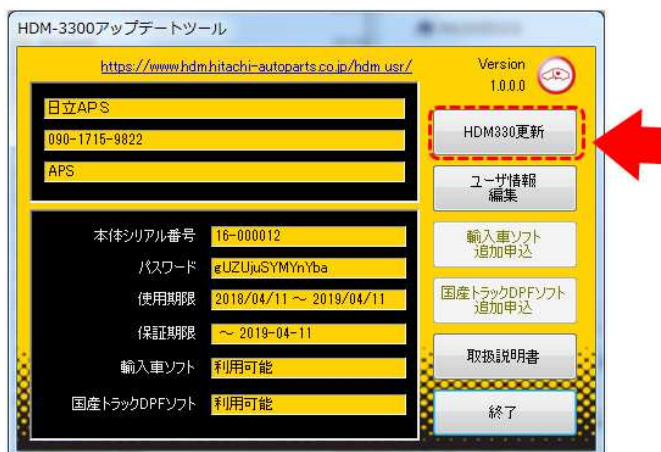 HDM-3300アップデートツール
https://www.hdm.hitachi-autoparts.co.jp/hdm_usr/
Version
1.0.0.0
日立APS
090-1715-9822
APS
HDM330更新
ユーザ情報
編集
本体シリアル番号 16-000012
パスワード gUZUjuSYMYnYba
使用期限 2018/04/11 ～ 2019/04/11
保証期限 ～ 2019-04-11
輸入車ソフト 利用可能
国産トラックDPFソフト 利用可能
輸入車ソフト
追加申込
国産トラックDPFソフト
追加申込
取扱説明書
終了